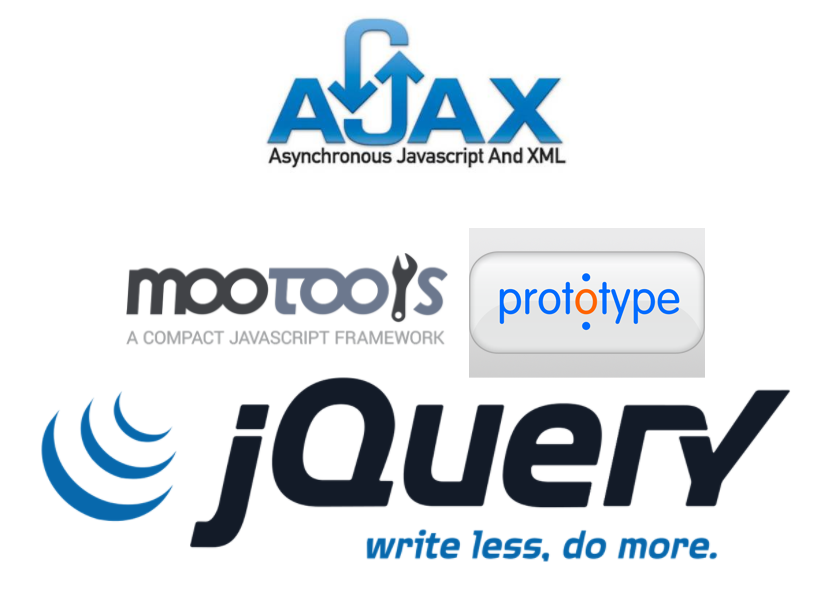 AJAX
Asynchronous Javascript And XML
mootools
A COMPACT JAVASCRIPT FRAMEWORK
prototype
jQuery
write less, do more.